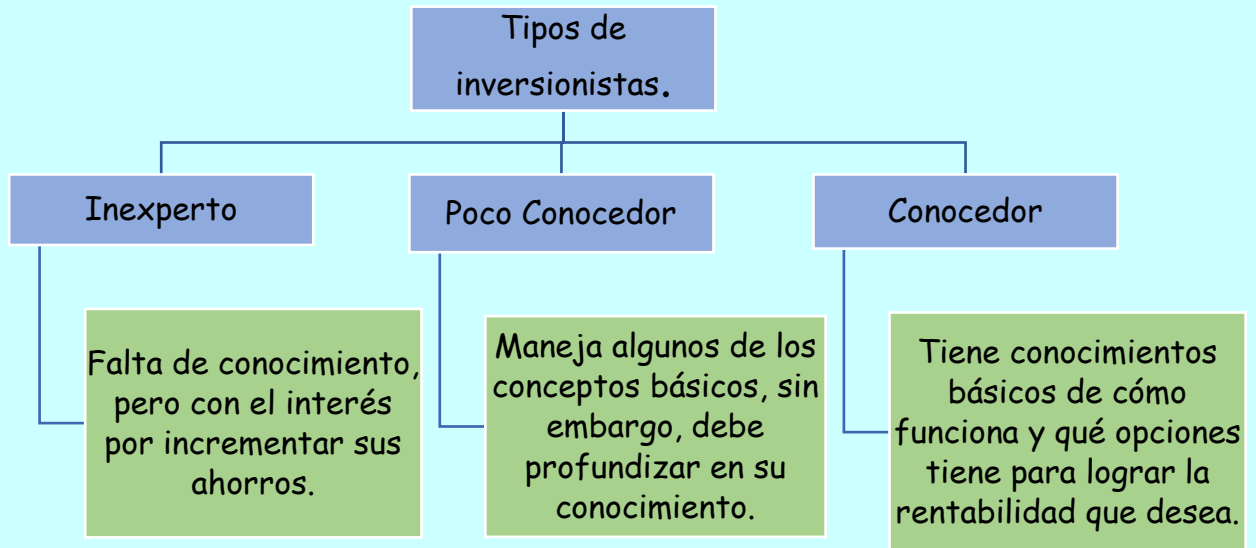 Tipos de
inversionistas.
Inexperto
Poco Conocedor
Conocedor
Falta de conocimiento,
pero con el interés
por incrementar sus
ahorros.
Maneja algunos de los
conceptos básicos, sin
embargo, debe
profundizar en su
conocimiento.
Tiene conocimientos
básicos de cómo
funciona y qué opciones
tiene para lograr la
rentabilidad que desea.